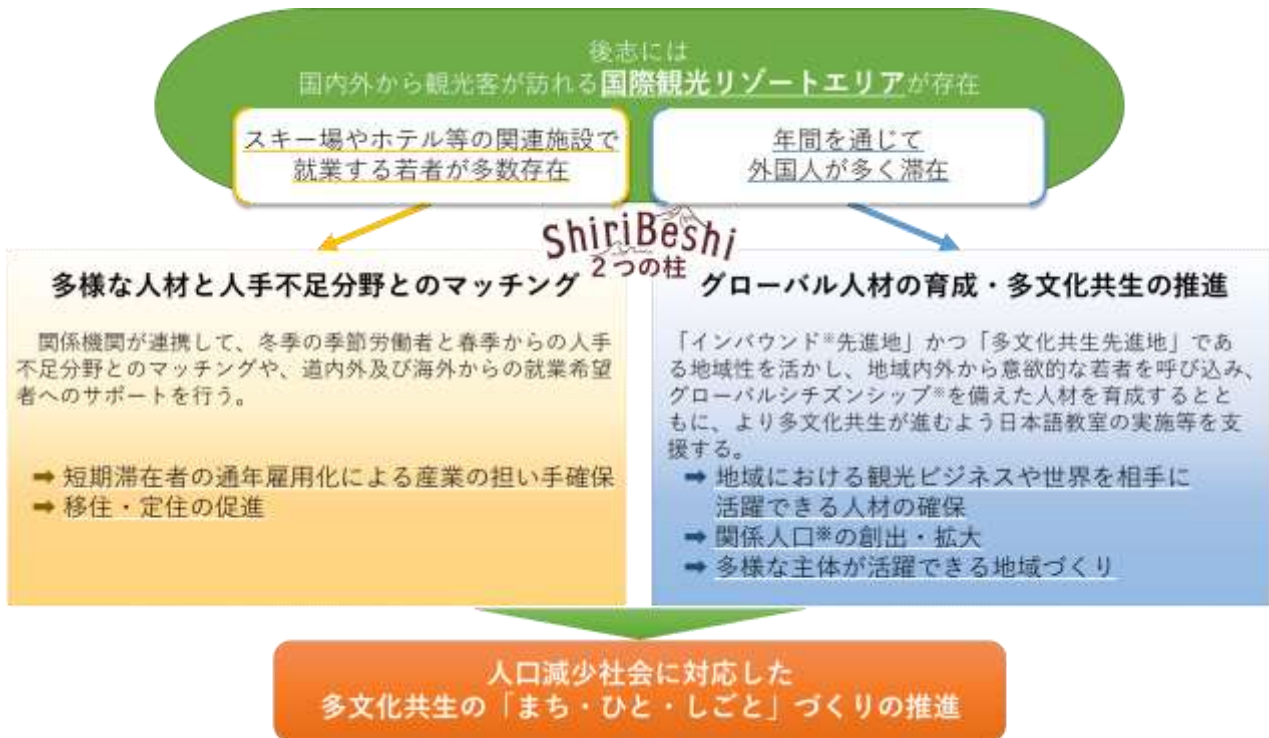 後志には
国内外から観光客が訪れる国際観光リゾートエリアが存在
スキー場やホテル等の関連施設で
就業する若者が多数存在
年間を通じて
外国人が多く滞在
ShiriBeshi
2つの柱
多様な人材と人手不足分野とのマッチング
関係機関が連携して、冬季の季節労働者と春季からの人手
不足分野とのマッチングや、道内外及び海外からの就業希望
者へのサポートを行う。
➡ 短期滞在者の通年雇用化による産業の担い手確保
➡ 移住・定住の促進
グローバル人材の育成・多文化共生の推進
「インバウンド※先進地」かつ「多文化共生先進地」であ
る地域性を活かし、地域内外から意欲的な若者を呼び込み、
グローバルシチズンシップ※を備えた人材を育成するとと
もに、より多文化共生が進むよう日本語教室の実施等を支
援する。
➡ 地域における観光ビジネスや世界を相手に
活躍できる人材の確保
➡ 関係人口※の創出・拡大
➡ 多様な主体が活躍できる地域づくり
人口減少社会に対応した
多文化共生の「まち・ひと・しごと」づくりの推進